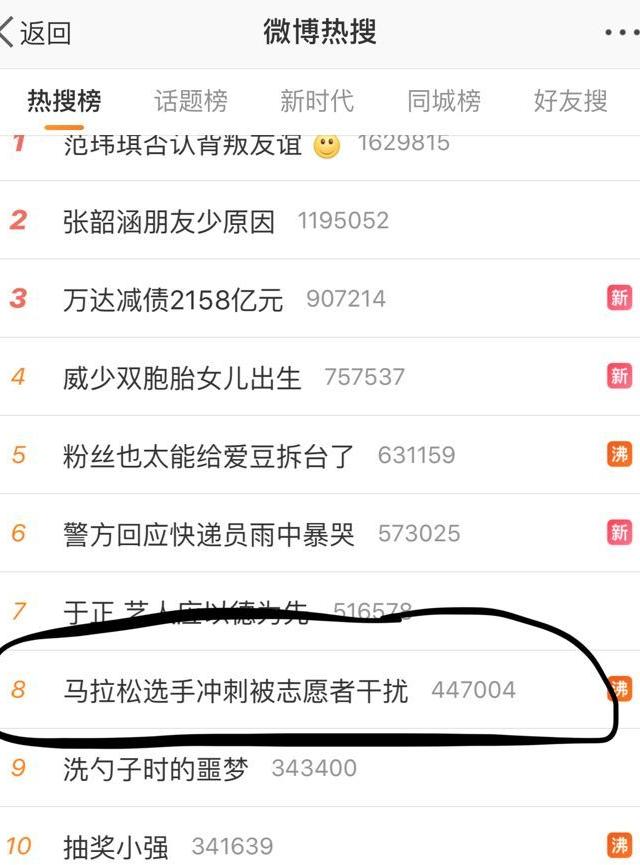 返回 微博热搜
热搜榜 话题榜 新时代 同城榜 好友搜
1 范玮琪否认背叛友谊 1629815
2 张韶涵朋友少原因 1195052
3 万达减债2158亿元 907214 新
4 威少双胞胎女儿出生 757537 新
5 粉丝也太能给爱豆拆台了 631159 沸
6 警方回应快递员雨中暴哭 573025 新
7 于正 艺人应以德为先 516578
8 马拉松选手冲刺被志愿者干扰 447004 沸
9 洗勺子时的噩梦 343400
10 抽奖小强 341639 沸